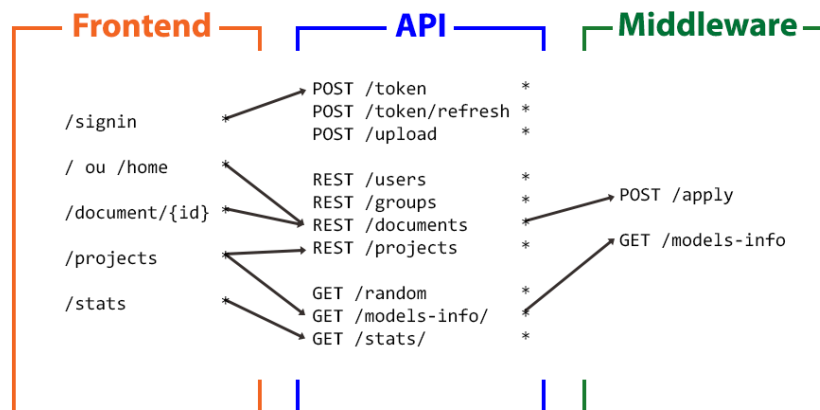 Frontend
/signin *
/ ou /home *
/document/{id} *
/projects *
/stats *
API
POST /token *
POST /token/refresh *
POST /upload *
REST /users *
REST /groups *
REST /documents *
REST /projects *
GET /random *
GET /models-info/ *
GET /stats/ *
Middleware
POST /apply
GET /models-info